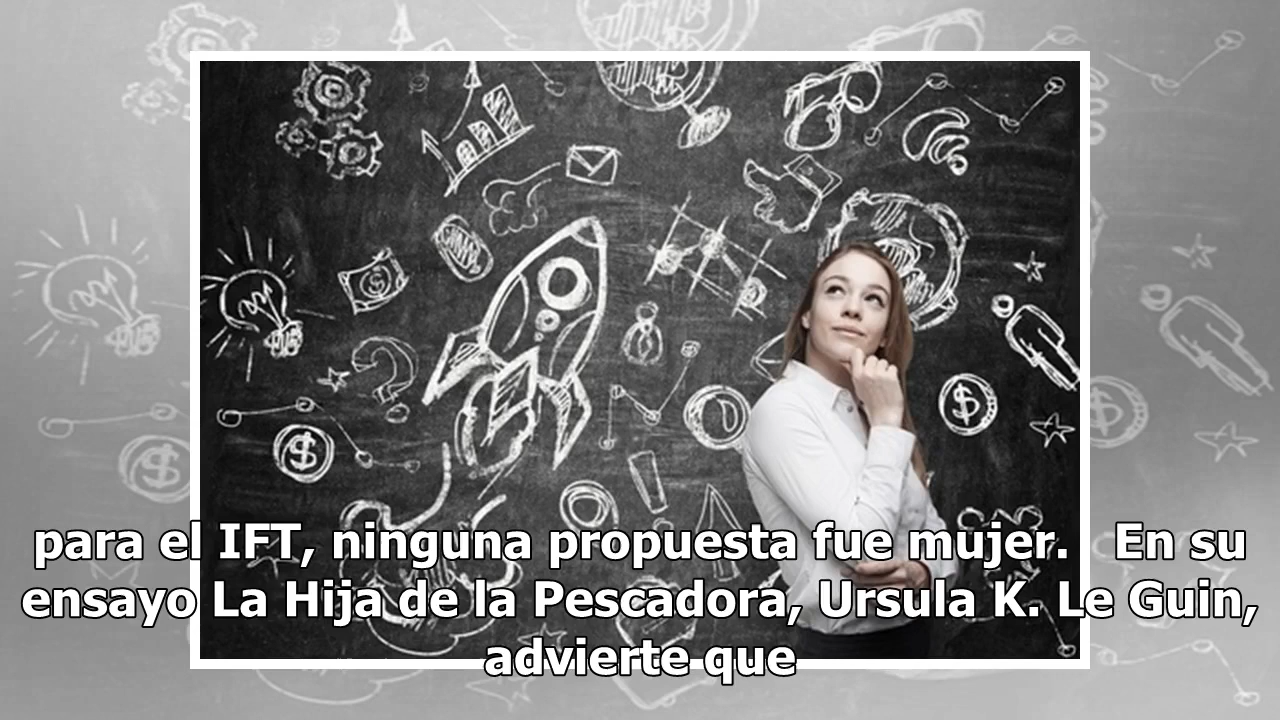 para el IFT, ninguna propuesta fue mujer.   En su
ensayo La Hija de la Pescadora, Ursula K. Le Guin,
advierte que